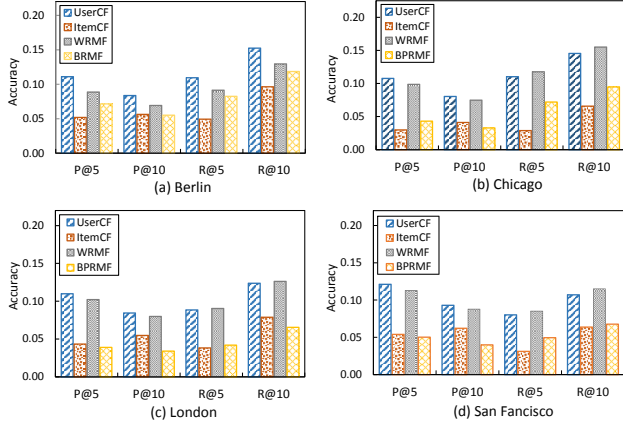 0.20
0.15
0.10
0.05
0.00
Accuracy
UserCF
ItemCF
WRMF
BRMF
P@5 P@10 R@5 R@10
(a) Berlin
0.20
0.15
0.10
0.05
0.00
Accuracy
UserCF
ItemCF
WRMF
BPRMF
P@5 P@10 R@5 R@10
(b) Chicago
0.20
0.15
0.10
0.05
0.00
Accuracy
UserCF
ItemCF
WRMF
BPRMF
P@5 P@10 R@5 R@10
(c) London
0.20
0.15
0.10
0.05
0.00
Accuracy
UserCF
ItemCF
WRMF
BPRMF
P@5 P@10 R@5 R@10
(d) San Fancisco